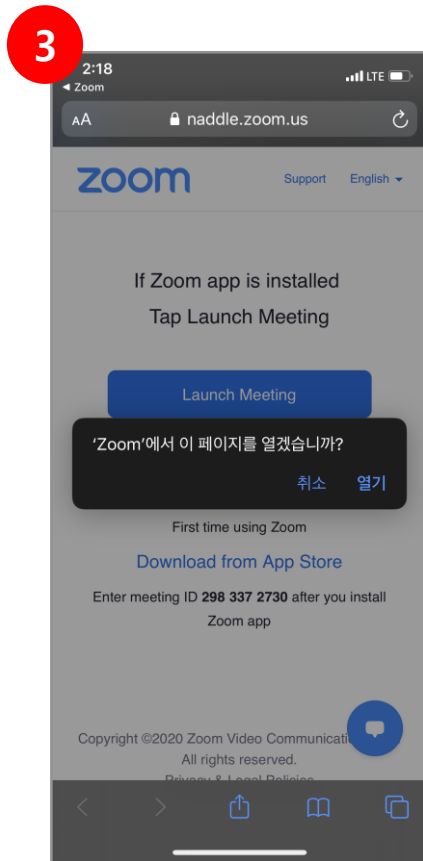 3
2:18
LTE
◀ Zoom
AA
naddle.zoom.us
zoom
Support
English
If Zoom app is installed
Tap Launch Meeting
Launch Meeting
‘Zoom’에서 이 페이지를 열겠습니까?
취소 열기
First time using Zoom
Download from App Store
Enter meeting ID 298 337 2730 after you install
Zoom app
Copyright ©2020 Zoom Video
All rights reserved.
Privacy & Legal Policies